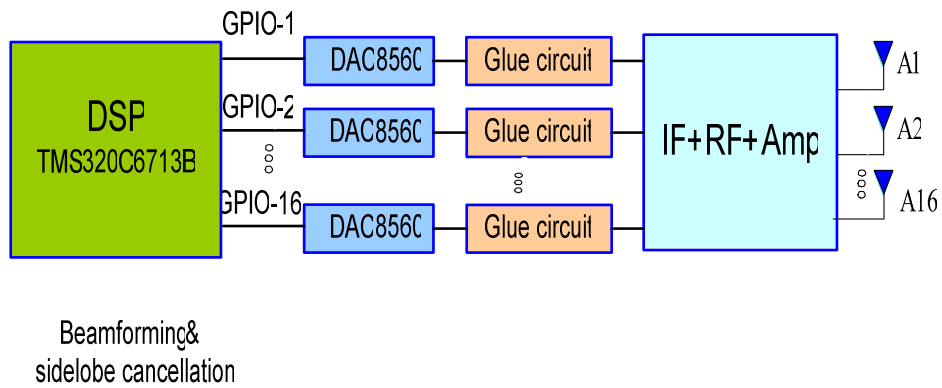 GPIO-1
DAC8560
Glue circuit
A1
DSP
TMS320C6713B
GPIO-2
DAC8560
Glue circuit
IF+RF+Amp
A2
GPIO-16
DAC8560
Glue circuit
A16
Beamforming&
sidelobe cancellation